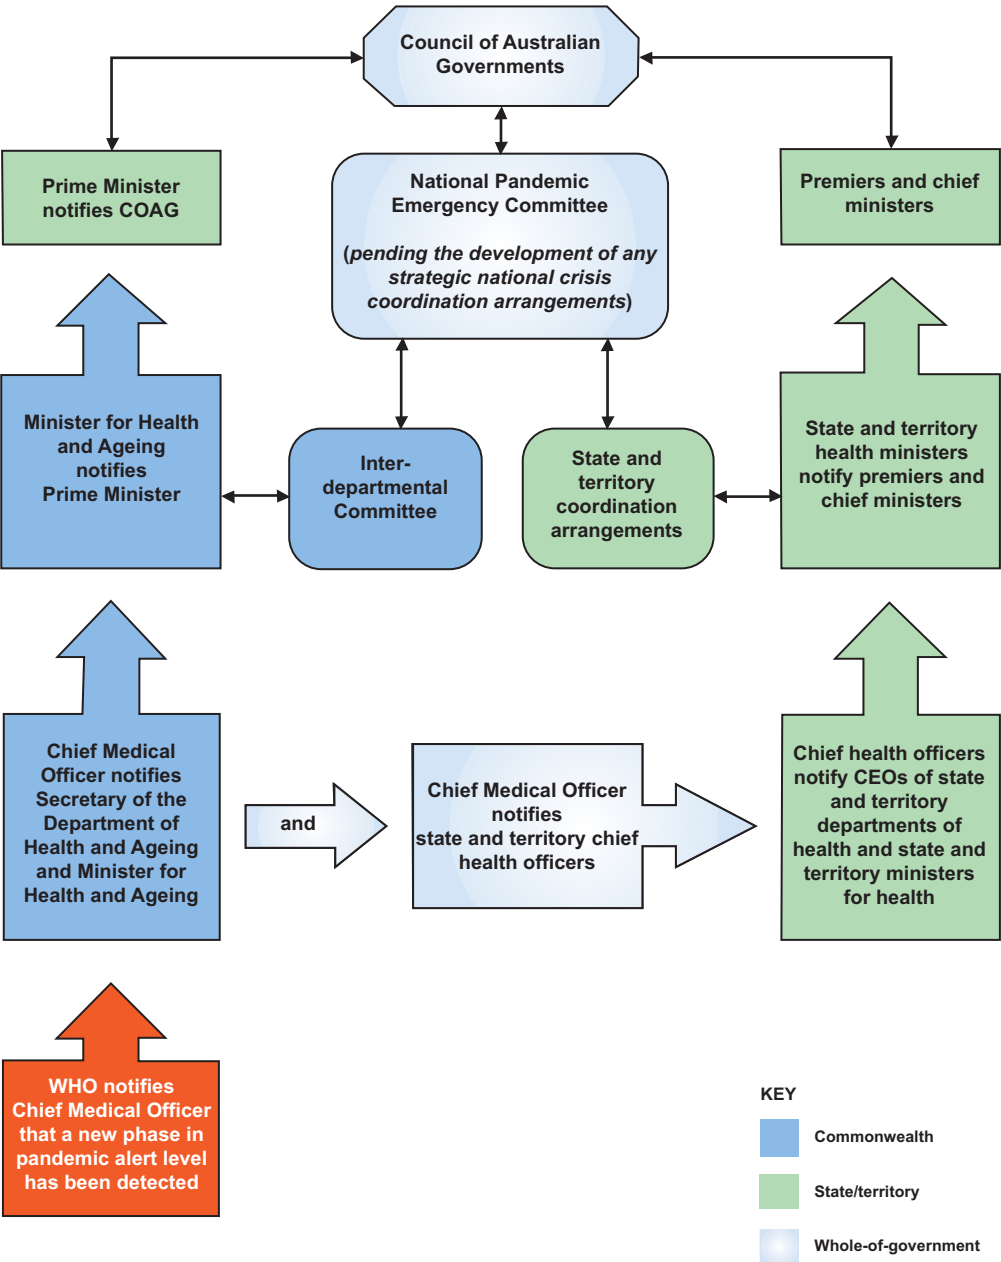 Council of Australian
Governments
Prime Minister
notifies COAG
National Pandemic
Emergency Committee
(pending the development of any
strategic national crisis
coordination arrangements)
Premiers and chief
ministers
Minister for Health
and Ageing
notifies
Prime Minister
Inter-
departmental
Committee
State and
territory
coordination
arrangements
State and territory
health ministers
notify premiers and
chief ministers
Chief Medical
Officer notifies
Secretary of the
Department of
Health and Ageing
and Minister for
Health and Ageing
and
Chief Medical Officer
notifies
state and territory chief
health officers
Chief health officers
notify CEOs of state
and territory
departments of
health and state and
territory ministers
for health
WHO notifies
Chief Medical Officer
that a new phase in
pandemic alert level
has been detected
KEY
Commonwealth
State/territory
Whole-of-government